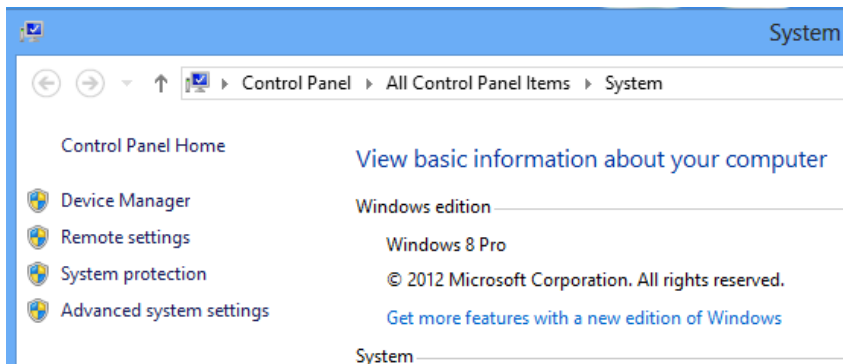 System
Control Panel All Control Panel Items System
Control Panel Home
Device Manager
Remote settings
System protection
Advanced system settings
View basic information about your computer
Windows edition
Windows 8 Pro
© 2012 Microsoft Corporation. All rights reserved.
Get more features with a new edition of Windows
System